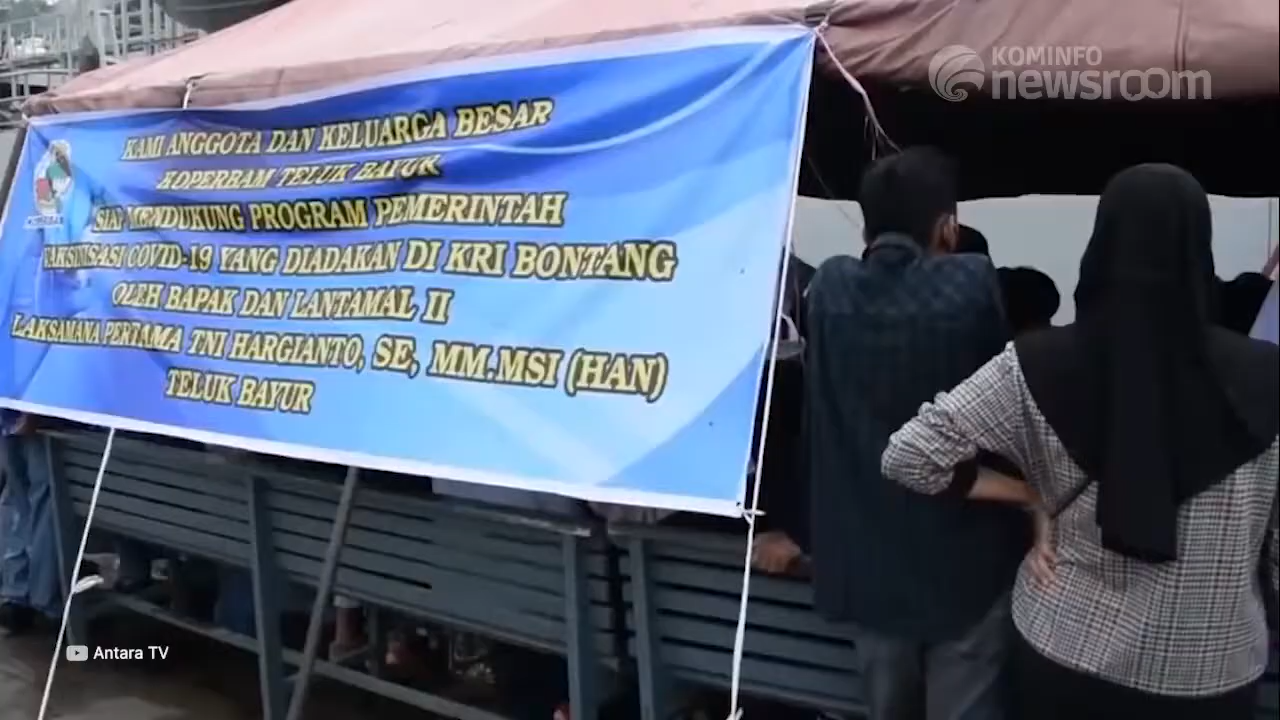 KOMINFO
newsroom
KAMI ANGGOTA DAN KELUARGA BESAR
KOPERBAM TELUK BAYUR
SIAP MENDUKUNG PROGRAM PEMERINTAH
VAKSINISASI COVID-19 YANG DIADAKAN DI KRI BONTANG
OLEH BAPAK DAN LANTAMAL II
LAKSAMANA PERTAMA TNI HARGIANTO, SE, MM.MSI (HAN)
TELUK BAYUR
KOPERBAM
Antara TV